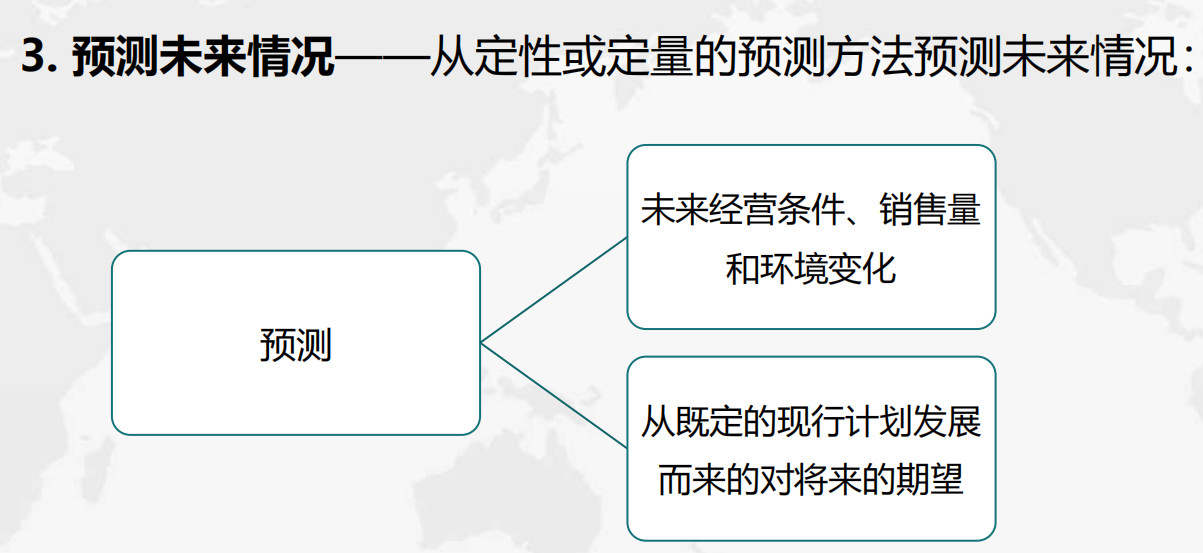 3. 预测未来情况——从定性或定量的预测方法预测未来情况：
预测
未来经营条件、销售量
和环境变化
从既定的现行计划发展
而来的对将来的期望